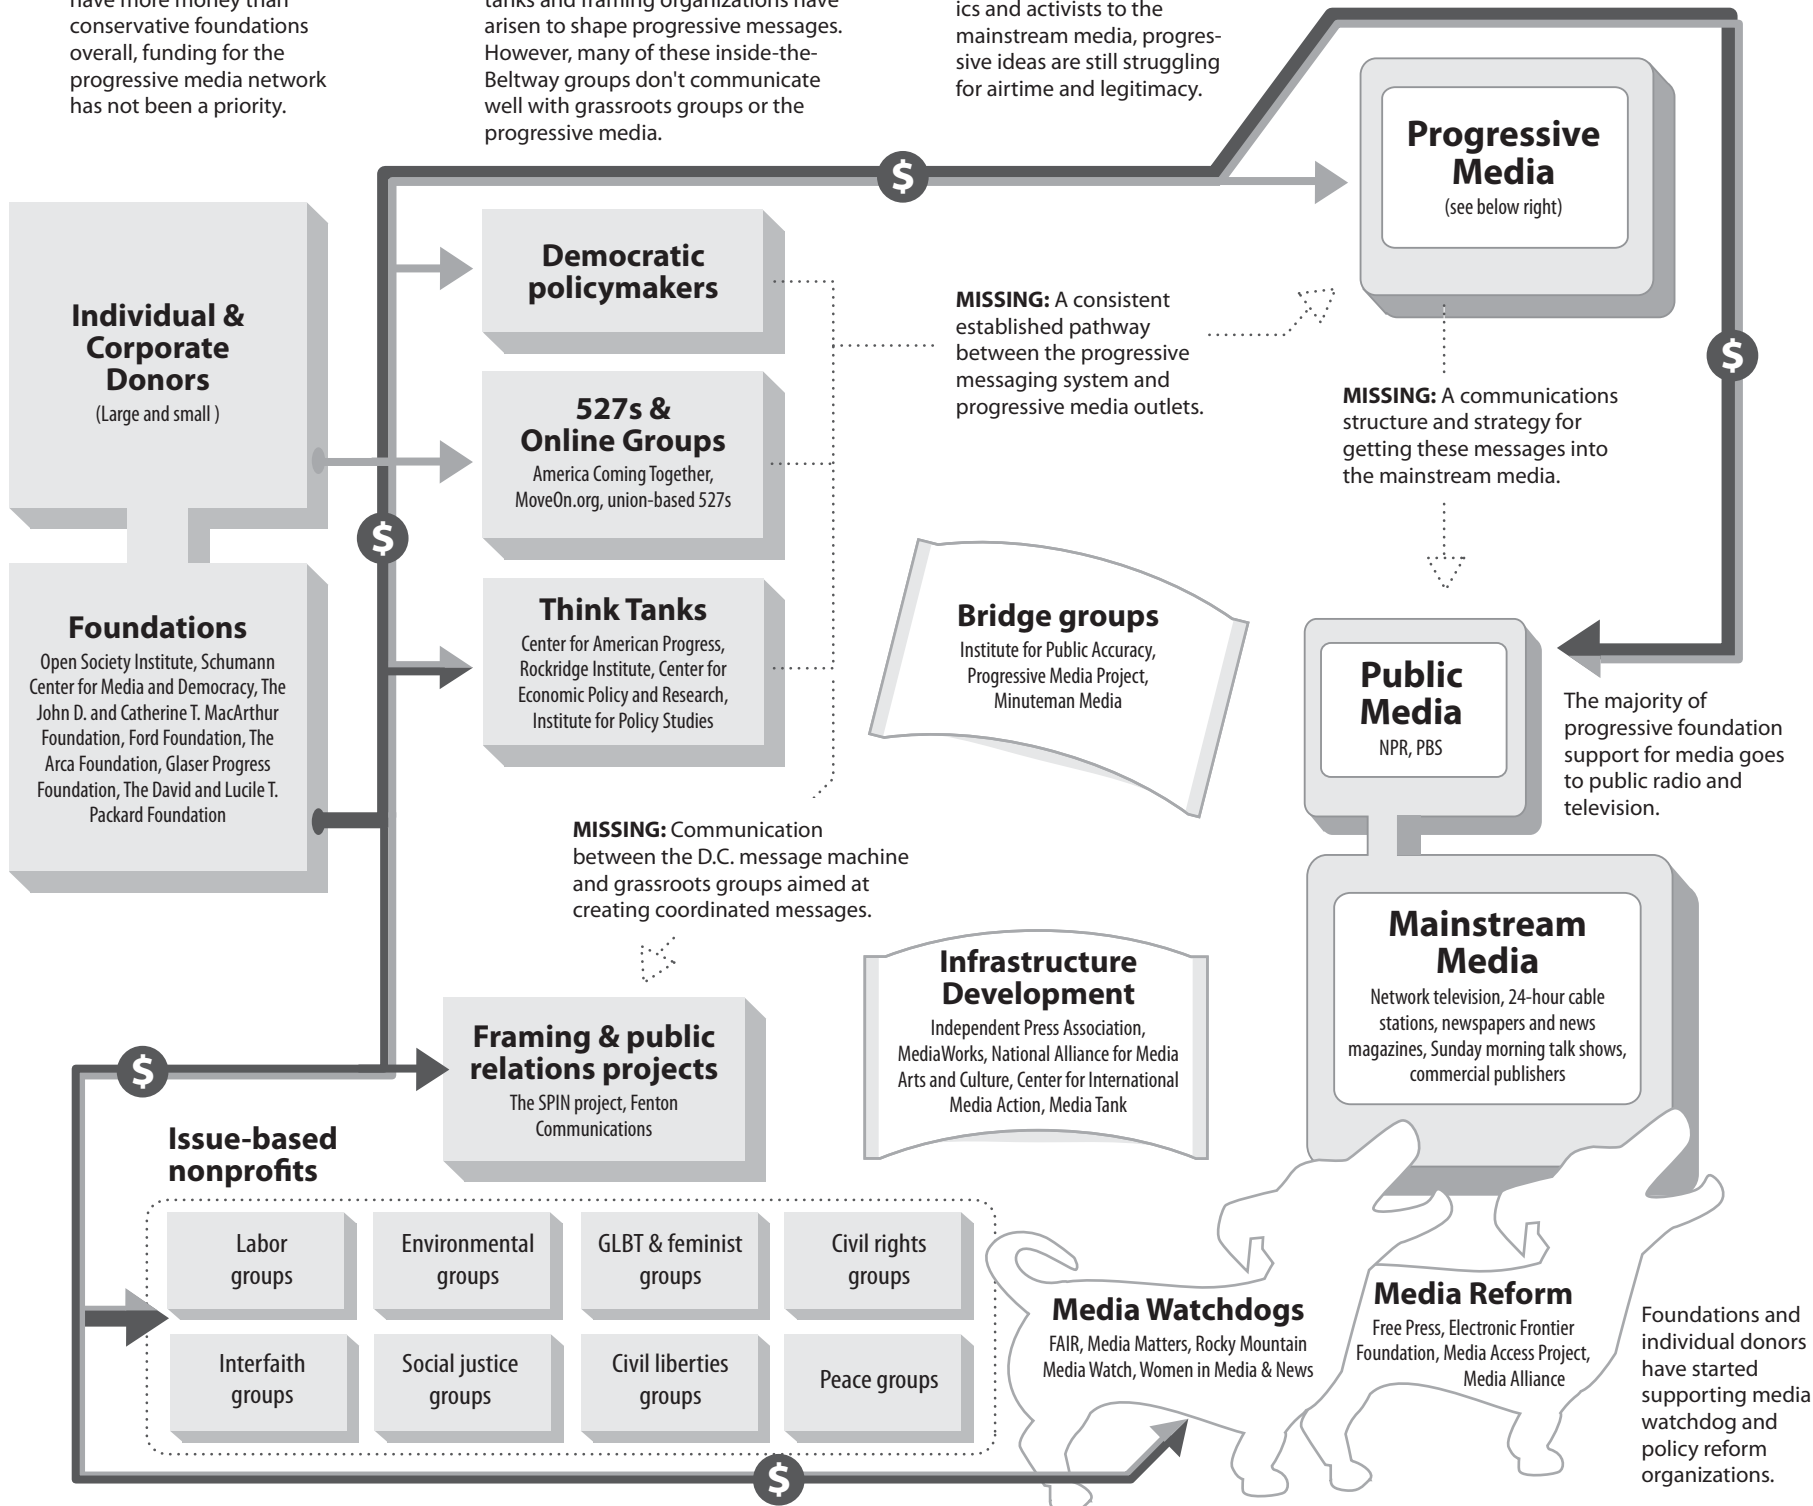 have more money than
conservative foundations
overall, funding for the
progressive media network
has not been a priority.
tanks and framing organizations have
arisen to shape progressive messages.
However, many of these inside-the-
Beltway groups don't communicate
well with grassroots groups or the
progressive media.
ics and activists to the
mainstream media, progres-
sive ideas are still struggling
for airtime and legitimacy.
Progressive
Media
(see below right)
$
$
Individual &
Corporate
Donors
(Large and small )
Democratic
policymakers
527s &
Online Groups
America Coming Together,
MoveOn.org, union-based 527s
MISSING: A consistent
established pathway
between the progressive
messaging system and
progressive media outlets.
MISSING: A communications
structure and strategy for
getting these messages into
the mainstream media.
$
Foundations
Open Society Institute, Schumann
Center for Media and Democracy, The
John D. and Catherine T. MacArthur
Foundation, Ford Foundation, The
Arca Foundation, Glaser Progress
Foundation, The David and Lucile T.
Packard Foundation
Think Tanks
Center for American Progress,
Rockridge Institute, Center for
Economic Policy and Research,
Institute for Policy Studies
Bridge groups
Institute for Public Accuracy,
Progressive Media Project,
Minuteman Media
Public
Media
NPR, PBS
The majority of
progressive foundation
support for media goes
to public radio and
television.
MISSING: Communication
between the D.C. message machine
and grassroots groups aimed at
creating coordinated messages.
Mainstream
Media
Network television, 24-hour cable
stations, newspapers and news
magazines, Sunday morning talk shows,
commercial publishers
Infrastructure
Development
Independent Press Association,
MediaWorks, National Alliance for Media
Arts and Culture, Center for International
Media Action, Media Tank
$
Framing & public
relations projects
The SPIN project, Fenton
Communications
Issue-based
nonprofits
Labor
groups
Environmental
groups
GLBT & feminist
groups
Civil rights
groups
Interfaith
groups
Social justice
groups
Civil liberties
groups
Peace groups
Media Watchdogs
FAIR, Media Matters, Rocky Mountain
Media Watch, Women in Media & News
Media Reform
Free Press, Electronic Frontier
Foundation, Media Access Project,
Media Alliance
Foundations and
individual donors
have started
supporting media
watchdog and
policy reform
organizations.
$